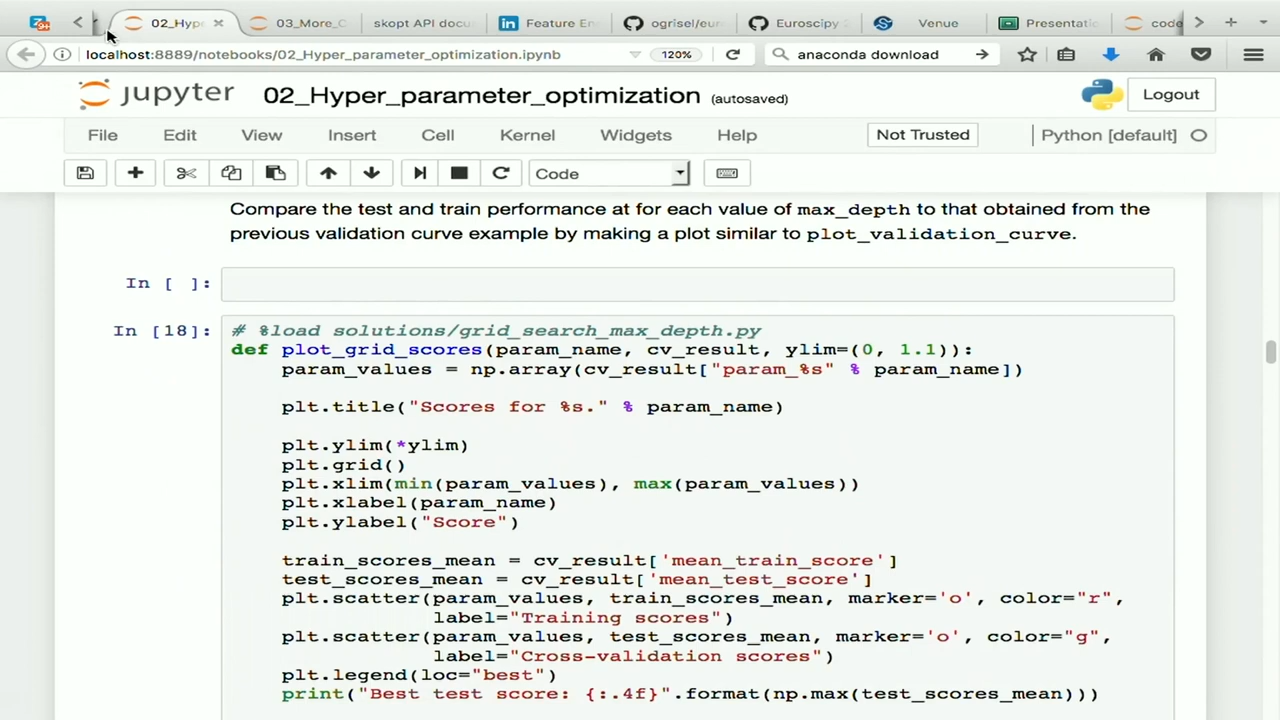 02_Hype
03_More_C
skopt API docu
Feature En
ogrisel/eur
Euroscipy 2
Venue
Presentati
code
localhost:8889/notebooks/02_Hyper_parameter_optimization.ipynb
120%
anaconda download
jupyter
02_Hyper_parameter_optimization (autosaved)
Logout
File Edit View Insert Cell Kernel Widgets Help
Not Trusted
Python [default]
Code
Compare the test and train performance at for each value of max_depth to that obtained from the
previous validation curve example by making a plot similar to plot_validation_curve.
In [ ]:
In [18]:
# %load solutions/grid_search_max_depth.py
def plot_grid_scores(param_name, cv_result, ylim=(0, 1.1)):
    param_values = np.array(cv_result["param_%s" % param_name])
    plt.title("Scores for %s." % param_name)
    plt.ylim(*ylim)
    plt.grid()
    plt.xlim(min(param_values), max(param_values))
    plt.xlabel(param_name)
    plt.ylabel("Score")
    train_scores_mean = cv_result['mean_train_score']
    test_scores_mean = cv_result['mean_test_score']
    plt.scatter(param_values, train_scores_mean, marker='o', color="r",
                label="Training scores")
    plt.scatter(param_values, test_scores_mean, marker='o', color="g",
                label="Cross-validation scores")
    plt.legend(loc="best")
    print("Best test score: {:.4f}".format(np.max(test_scores_mean)))